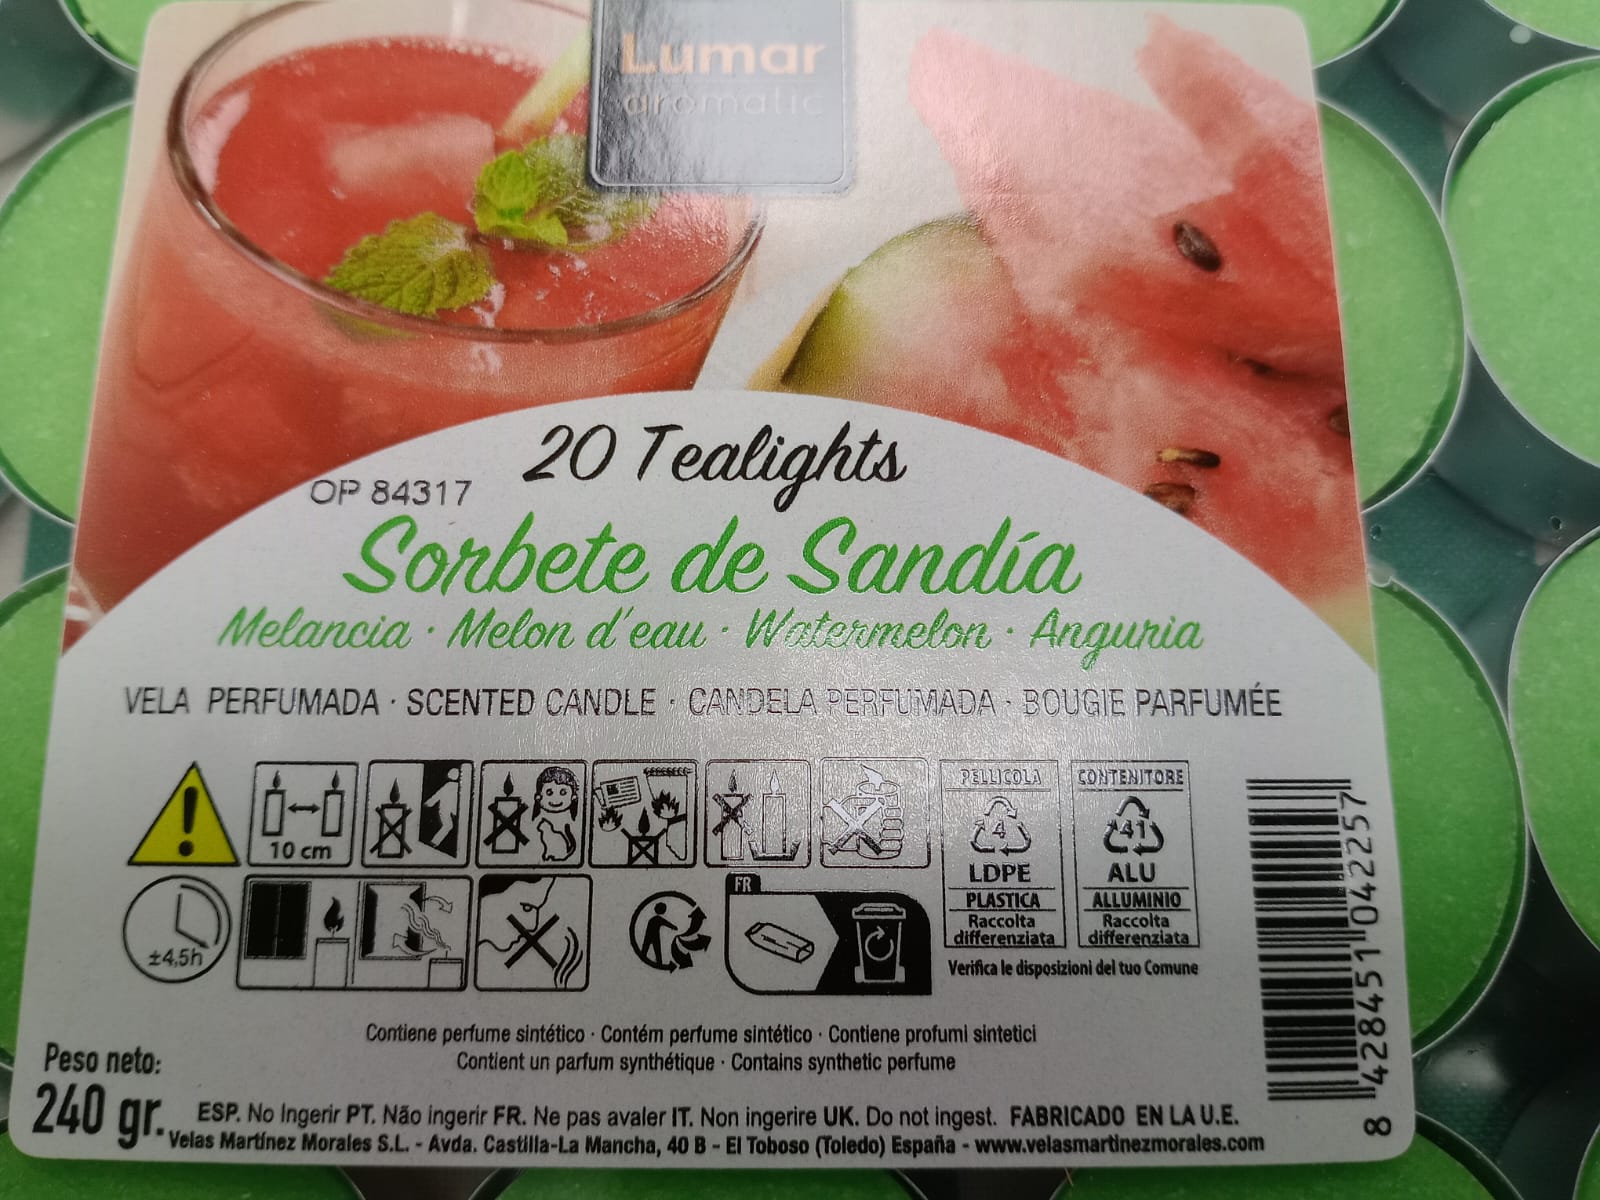 Lumar
aromatic
20 Tealights
OP 84317
Sorbete de Sandía
Melancia · Melon d'eau · Watermelon · Anguria
VELA PERFUMADA · SCENTED CANDLE · CANDELA PERFUMADA · BOUGIE PARFUMÉE
10 cm
PELLICOLA
4
LDPE
PLASTICA
Raccolta
differenziata
CONTENITORE
41
ALU
ALLUMINIO
Raccolta
differenziata
±4,5h
FR
Verifica le disposizioni del tuo Comune
8 428451 042257
Contiene perfume sintético · Contém perfume sintético · Contiene profumi sintetici
Contient un parfum synthétique · Contains synthetic perfume
Peso neto:
240 gr.
ESP. No Ingerir PT. Não ingerir FR. Ne pas avaler IT. Non ingerire UK. Do not ingest. FABRICADO EN LA U.E.
Velas Martínez Morales S.L. - Avda. Castilla-La Mancha, 40 B - El Toboso (Toledo) España - www.velasmartinezmorales.com